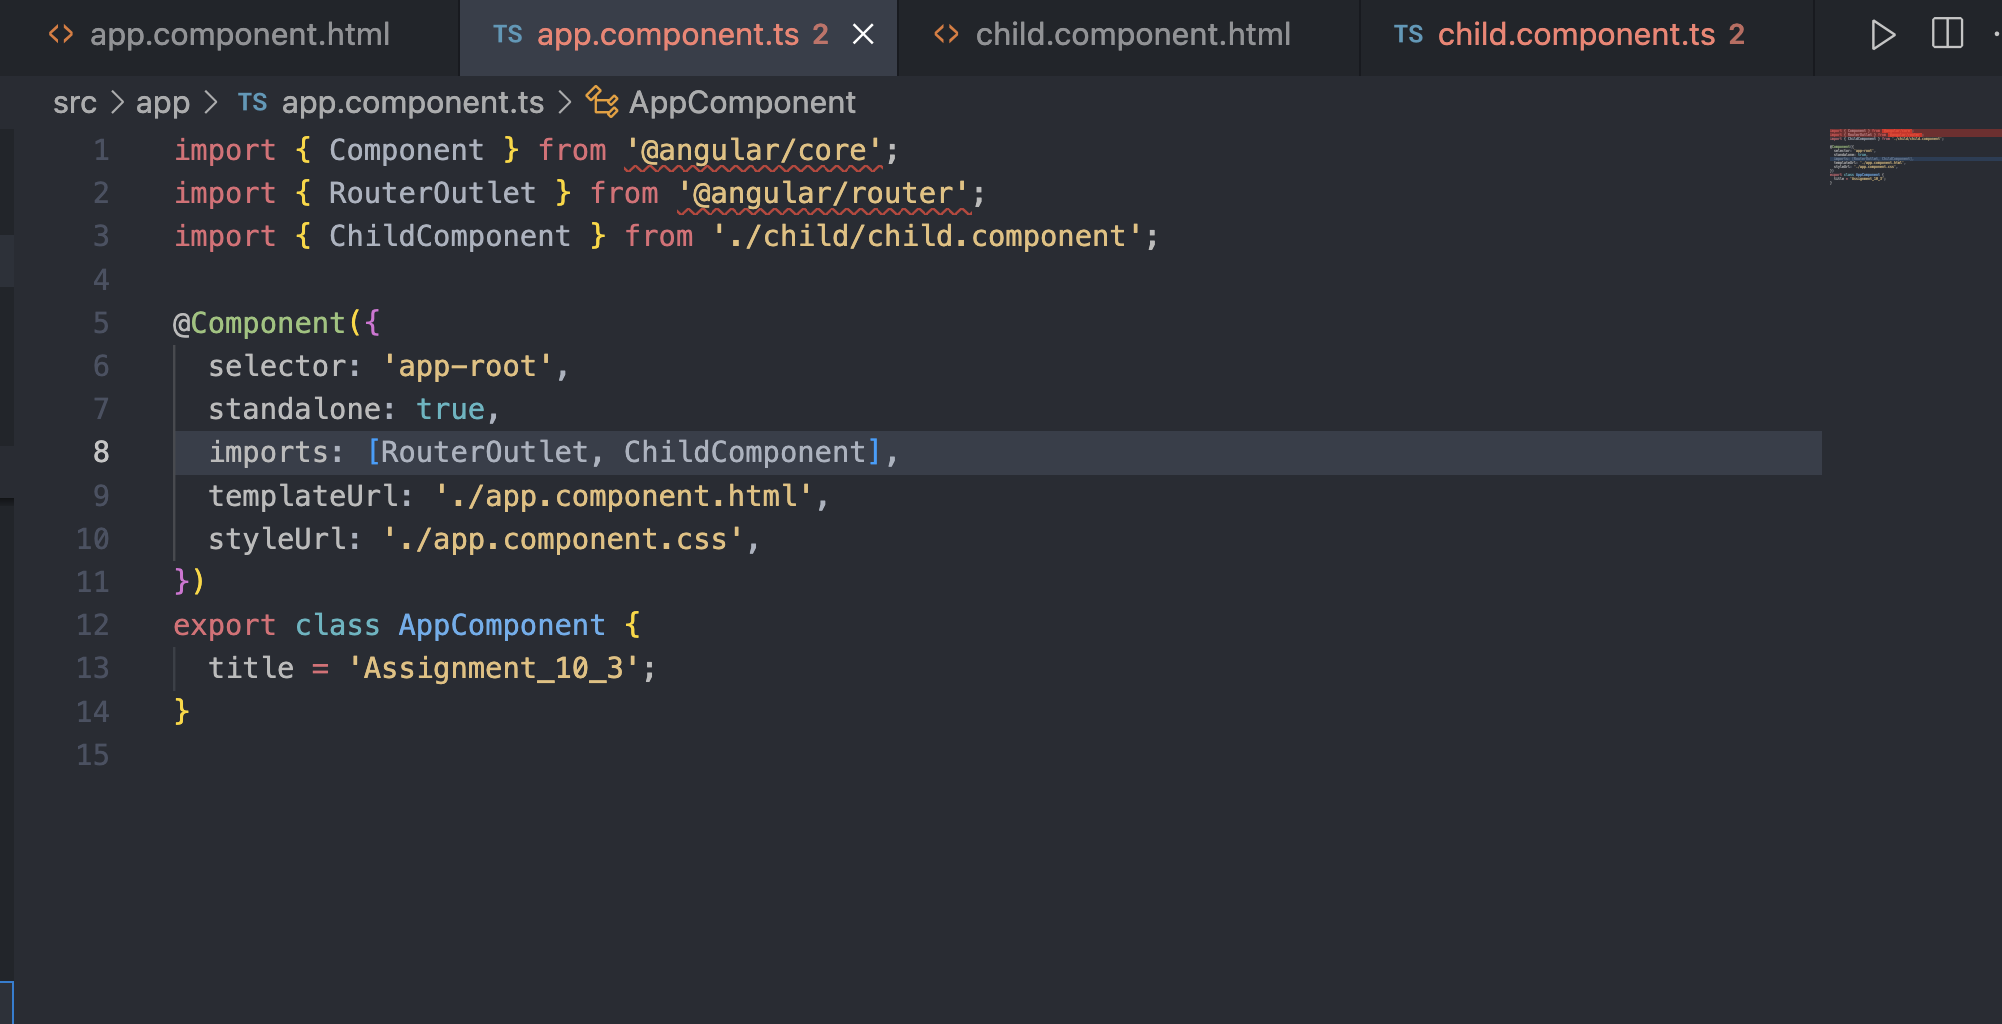 <> app.component.html TS app.component.ts 2 <> child.component.html TS child.component.ts 2
src > app > TS app.component.ts > AppComponent
1 import { Component } from '@angular/core';
2 import { RouterOutlet } from '@angular/router';
3 import { ChildComponent } from './child/child.component';
4
5 @Component({
6 selector: 'app-root',
7 standalone: true,
8 imports: [RouterOutlet, ChildComponent],
9 templateUrl: './app.component.html',
10 styleUrl: './app.component.css',
11 })
12 export class AppComponent {
13 title = 'Assignment_10_3';
14 }
15